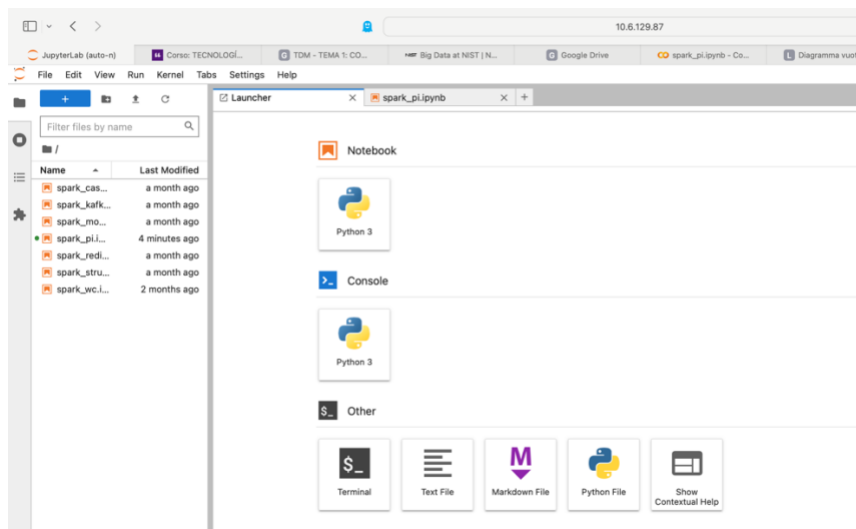 10.6.129.87
JupyterLab (auto-n)
Corso: TECNOLOGÍ...
TDM - TEMA 1: CO...
Big Data at NIST | N...
Google Drive
spark_pi.ipynb - Co...
Diagramma vuot
File Edit View Run Kernel Tabs Settings Help
Launcher
spark_pi.ipynb
Filter files by name
/
Name Last Modified
spark_cas... a month ago
spark_kafk... a month ago
spark_mo... a month ago
spark_pi.i... 4 minutes ago
spark_redi... a month ago
spark_stru... a month ago
spark_wc.i... 2 months ago
Notebook
Python 3
Console
Python 3
$_ Other
$_
Terminal
Text File
M
Markdown File
Python File
Show
Contextual Help